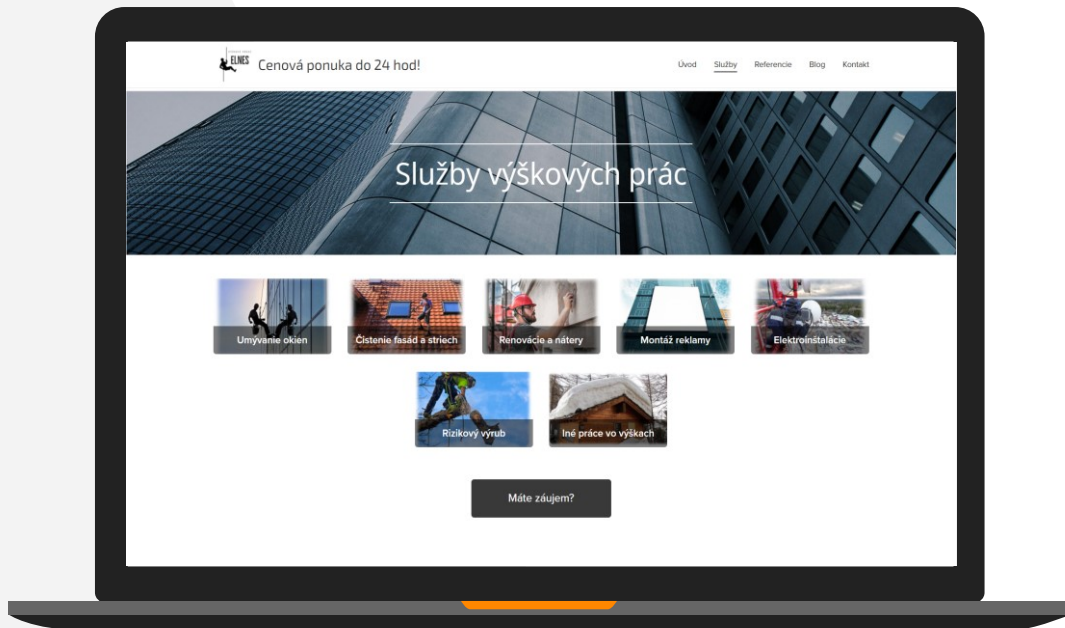 ELNES
Cenová ponuka do 24 hod!
Úvod Služby Referencie Blog Kontakt
Služby výškových prác
Umývanie okien
Čistenie fasád a striech
Renovácie a nátery
Montáž reklamy
Elektroinštalácie
Rizikový výrub
Iné práce vo výškach
Máte záujem?